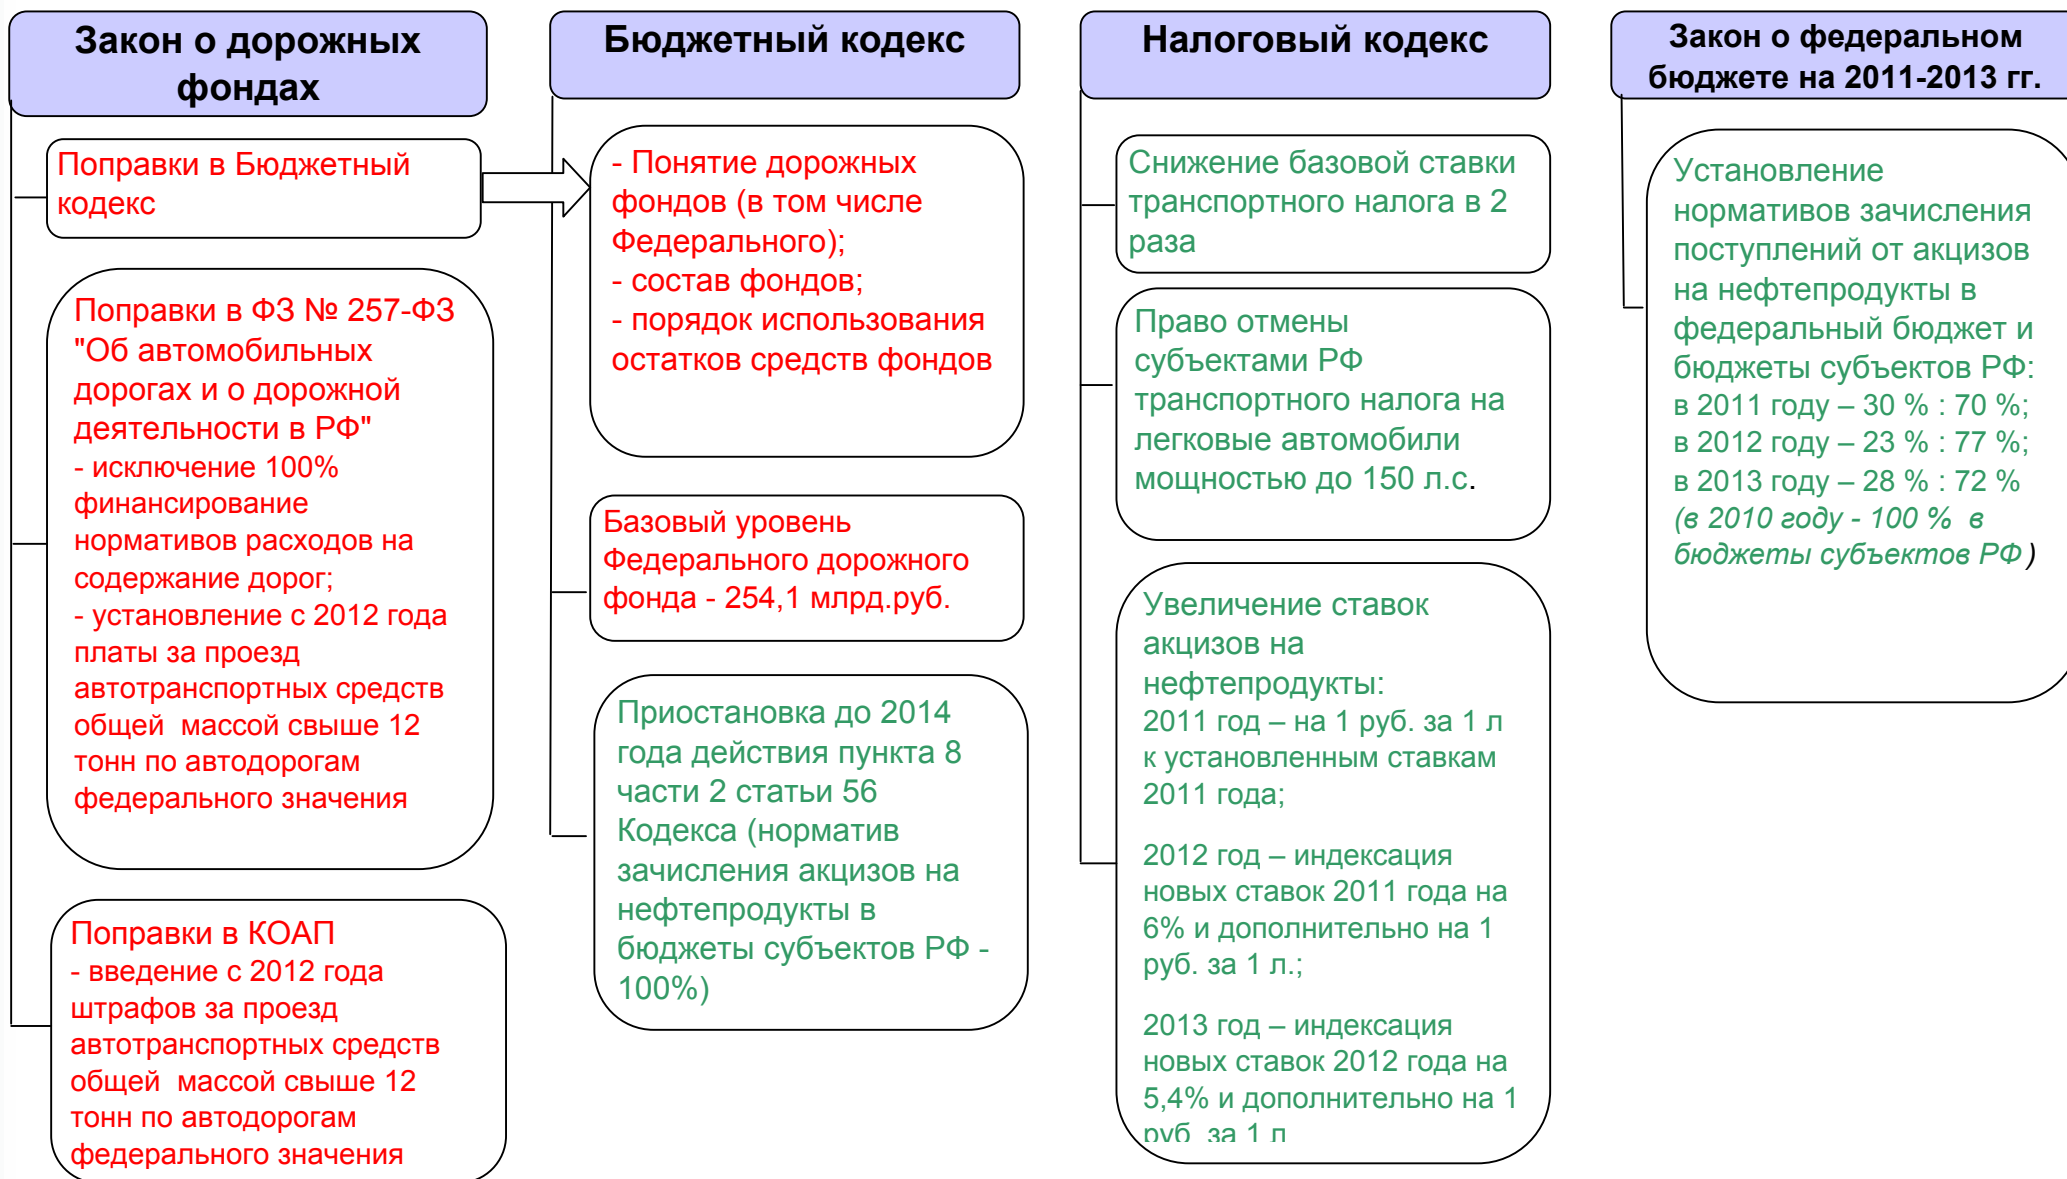 Закон о дорожных
фондах
Поправки в Бюджетный
кодекс
Поправки в ФЗ № 257-ФЗ
"Об автомобильных
дорогах и о дорожной
деятельности в РФ"
- исключение 100%
финансирование
нормативов расходов на
содержание дорог;
- установление с 2012 года
платы за проезд
автотранспортных средств
общей  массой свыше 12
тонн по автодорогам
федерального значения
Поправки в КОАП
- введение с 2012 года
штрафов за проезд
автотранспортных средств
общей  массой свыше 12
тонн по автодорогам
федерального значения
Бюджетный кодекс
- Понятие дорожных
фондов (в том числе
Федерального);
- состав фондов;
- порядок использования
остатков средств фондов
Базовый уровень
Федерального дорожного
фонда - 254,1 млрд.руб.
Приостановка до 2014
года действия пункта 8
части 2 статьи 56
Кодекса (норматив
зачисления акцизов на
нефтепродукты в
бюджеты субъектов РФ -
100%)
Налоговый кодекс
Снижение базовой ставки
транспортного налога в 2
раза
Право отмены
субъектами РФ
транспортного налога на
легковые автомобили
мощностью до 150 л.с.
Увеличение ставок
акцизов на
нефтепродукты:
2011 год – на 1 руб. за 1 л
к установленным ставкам
2011 года;
2012 год – индексация
новых ставок 2011 года на
6% и дополнительно на 1
руб. за 1 л.;
2013 год – индексация
новых ставок 2012 года на
5,4% и дополнительно на 1
руб за 1 л
Закон о федеральном
бюджете на 2011-2013 гг.
Установление
нормативов зачисления
поступлений от акцизов
на нефтепродукты в
федеральный бюджет и
бюджеты субъектов РФ:
в 2011 году – 30 % : 70 %;
в 2012 году – 23 % : 77 %;
в 2013 году – 28 % : 72 %
(в 2010 году - 100 %  в
бюджеты субъектов РФ)